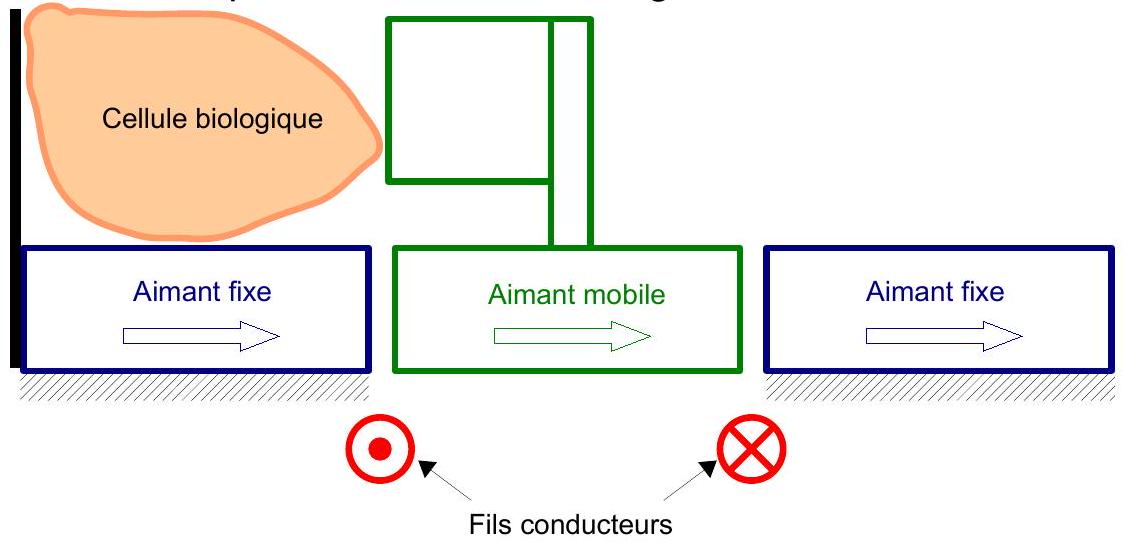 Cellule biologique
Aimant fixe
Aimant mobile
Aimant fixe
Fils conducteurs